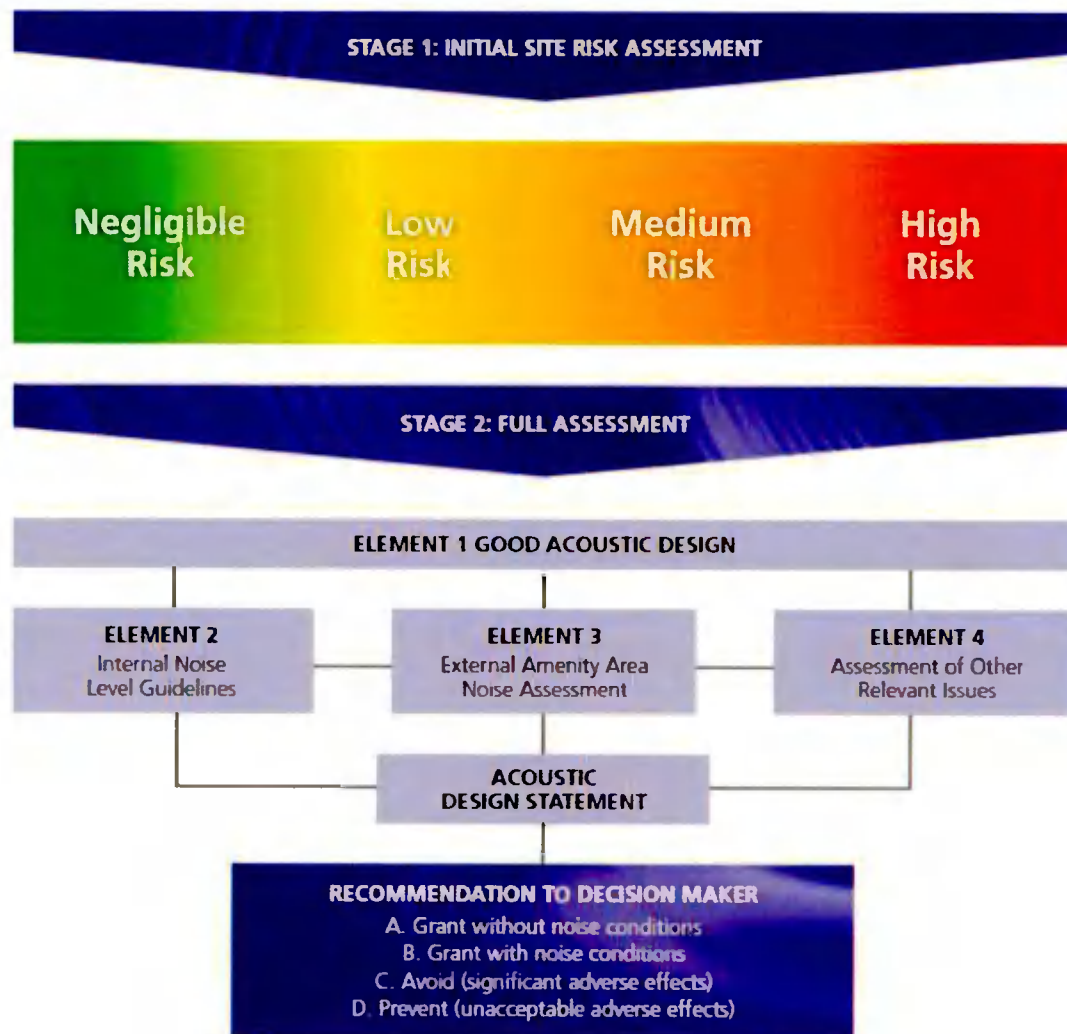 STAGE 1: INITIAL SITE RISK ASSESSMENT
Negligible
Risk
Low
Risk
Medium
Risk
High
Risk
STAGE 2: FULL ASSESSMENT
ELEMENT 1 GOOD ACOUSTIC DESIGN
ELEMENT 2
Internal Noise
Level Guidelines
ELEMENT 3
External Amenity Area
Noise Assessment
ELEMENT 4
Assessment of Other
Relevant Issues
ACOUSTIC
DESIGN STATEMENT
RECOMMENDATION TO DECISION MAKER
A. Grant without noise conditions
B. Grant with noise conditions
C. Avoid (significant adverse effects)
D. Prevent (unacceptable adverse effects)